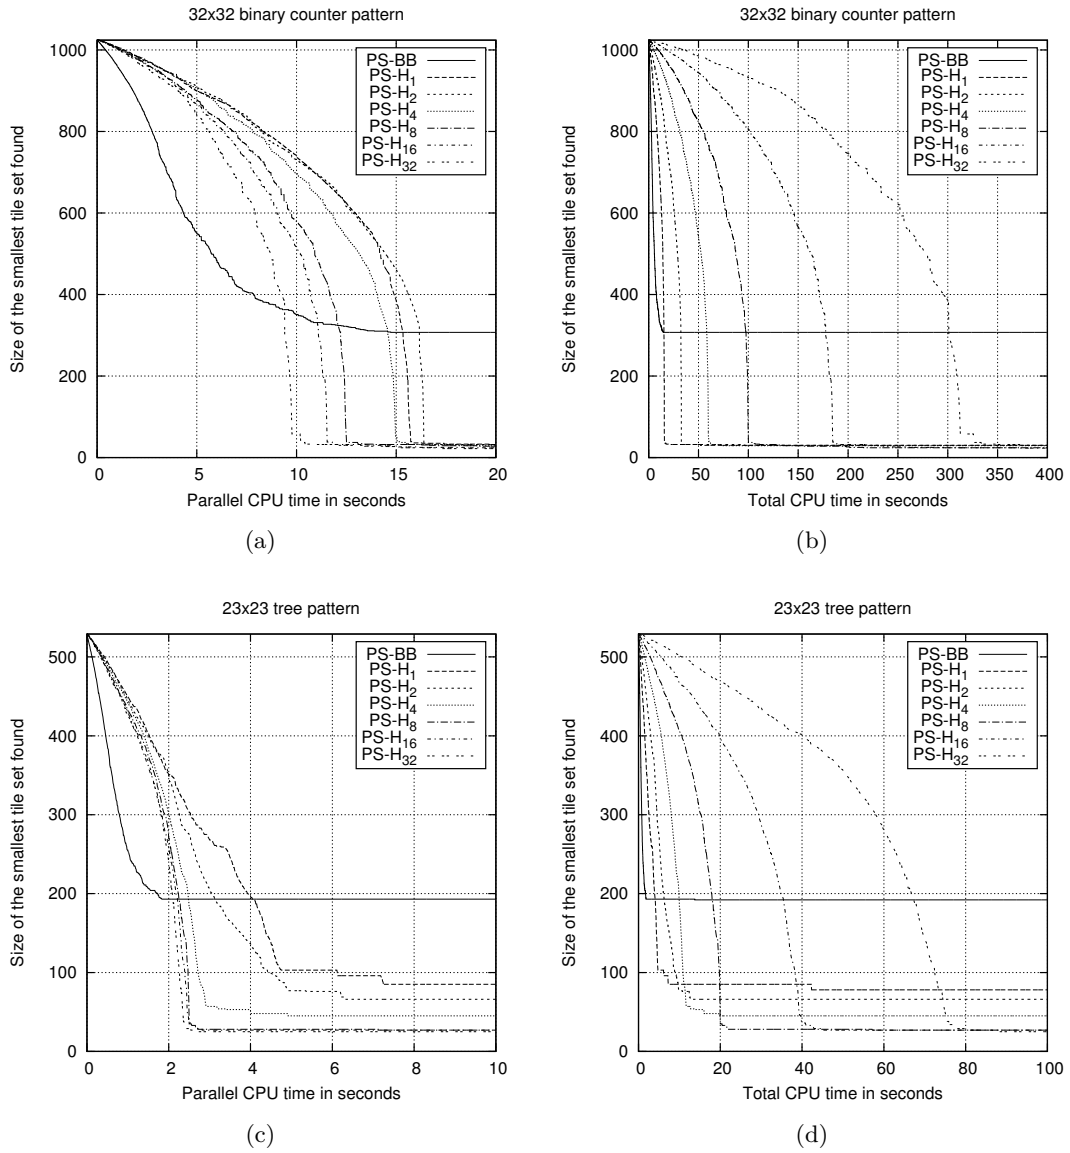 32x32 binary counter pattern
Size of the smallest tile set found
1000
800
600
400
200
0
PS-BB
PS-H1
PS-H2
PS-H4
PS-H8
PS-H16
PS-H32
0 5 10 15 20
Parallel CPU time in seconds
(a)
32x32 binary counter pattern
Size of the smallest tile set found
1000
800
600
400
200
0
PS-BB
PS-H1
PS-H2
PS-H4
PS-H8
PS-H16
PS-H32
0 50 100 150 200 250 300 350 400
Total CPU time in seconds
(b)
23x23 tree pattern
Size of the smallest tile set found
500
400
300
200
100
0
PS-BB
PS-H1
PS-H2
PS-H4
PS-H8
PS-H16
PS-H32
0 2 4 6 8 10
Parallel CPU time in seconds
(c)
23x23 tree pattern
Size of the smallest tile set found
500
400
300
200
100
0
PS-BB
PS-H1
PS-H2
PS-H4
PS-H8
PS-H16
PS-H32
0 20 40 60 80 100
Total CPU time in seconds
(d)